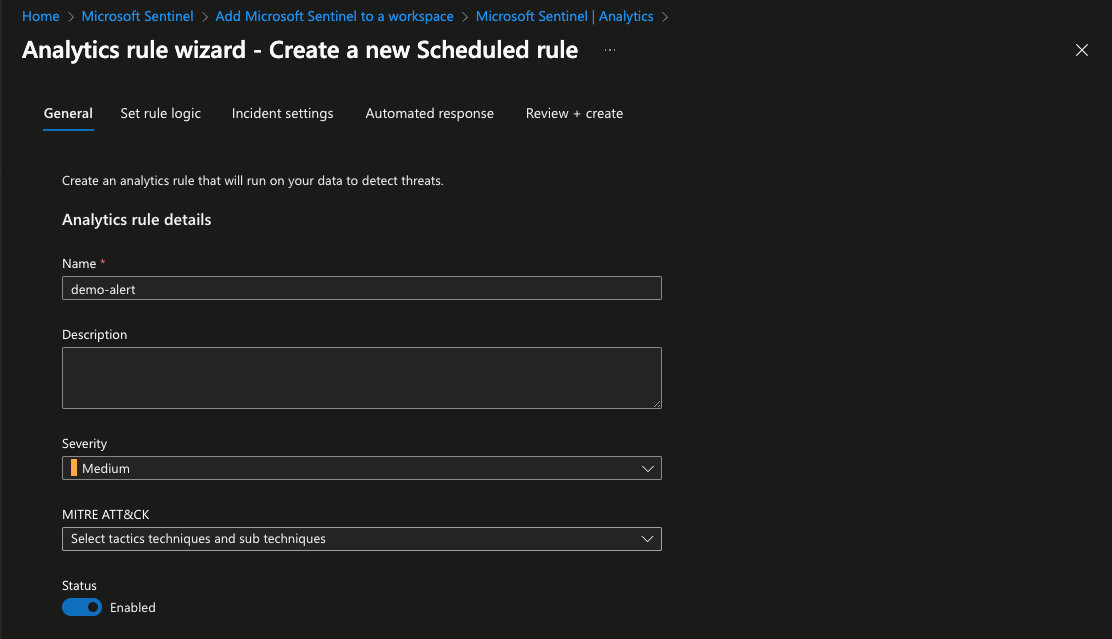 Home > Microsoft Sentinel > Add Microsoft Sentinel to a workspace > Microsoft Sentinel | Analytics >
Analytics rule wizard - Create a new Scheduled rule ...
General Set rule logic Incident settings Automated response Review + create
Create an analytics rule that will run on your data to detect threats.
Analytics rule details
Name *
demo-alert
Description
Severity
Medium
MITRE ATT&CK
Select tactics techniques and sub techniques
Status
Enabled